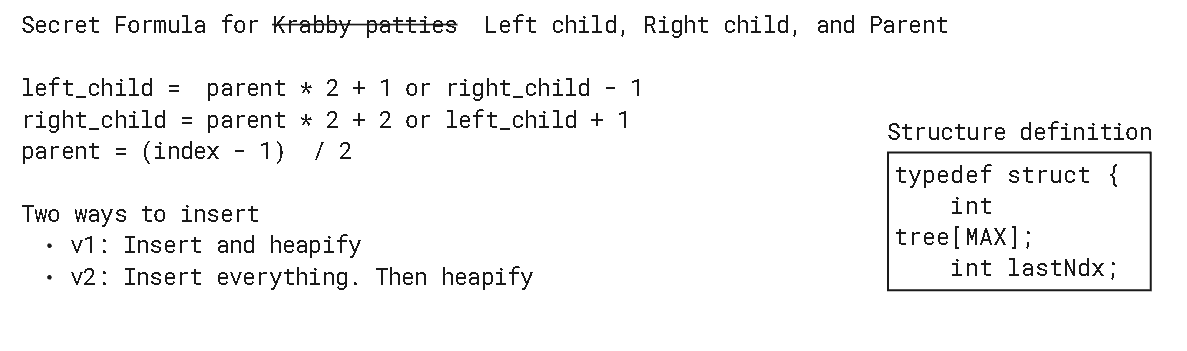 Secret Formula for Krabby patties Left child, Right child, and Parent
left_child = parent * 2 + 1 or right_child - 1
right_child = parent * 2 + 2 or left_child + 1
parent = (index - 1) / 2
Two ways to insert
• v1: Insert and heapify
• v2: Insert everything. Then heapify
Structure definition
typedef struct {
int
tree[MAX];
int lastNdx;